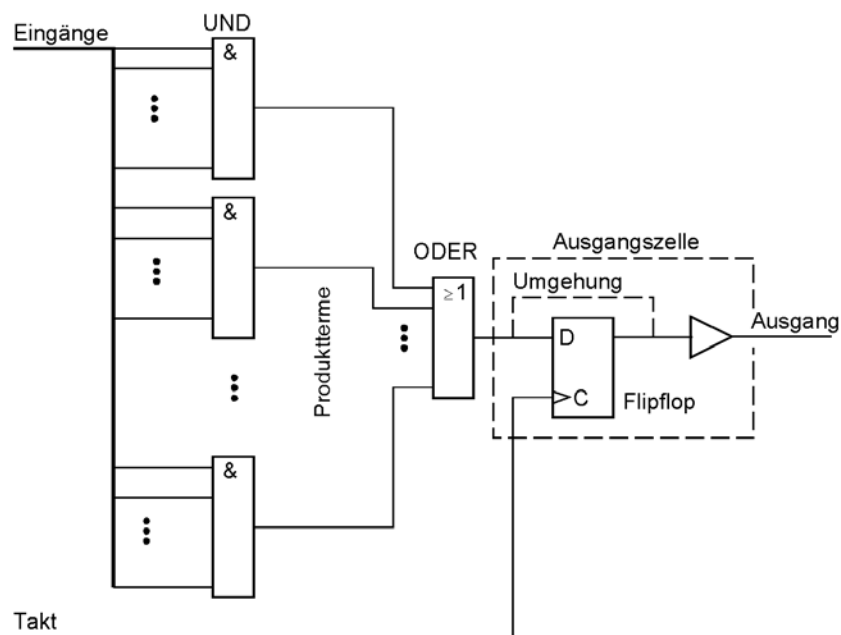 Eingänge
UND
&
&
ODER
Ausgangszelle
Umgehung
≥1
Ausgang
D
Produktterme
C
Flipflop
&
Takt